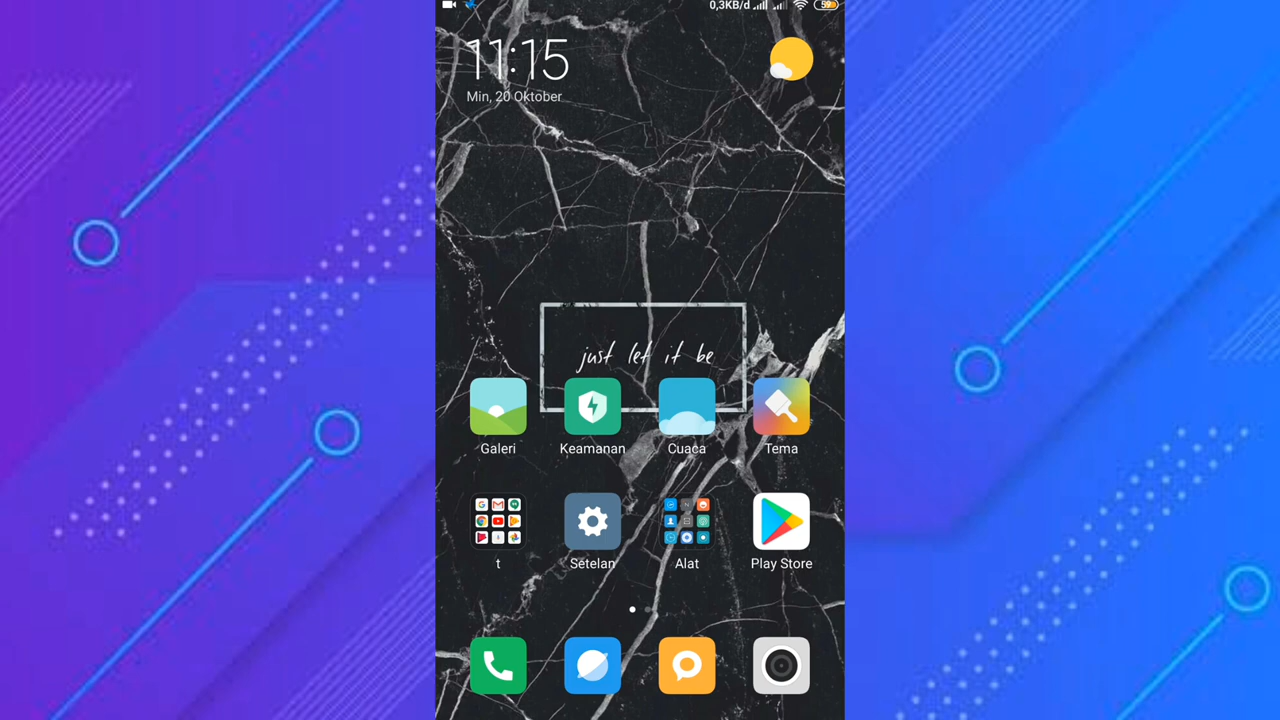 0,3KB/d 59
11:15
Min, 20 Oktober
just let it be
Galeri Keamanan Cuaca Tema
t Setelan Alat Play Store